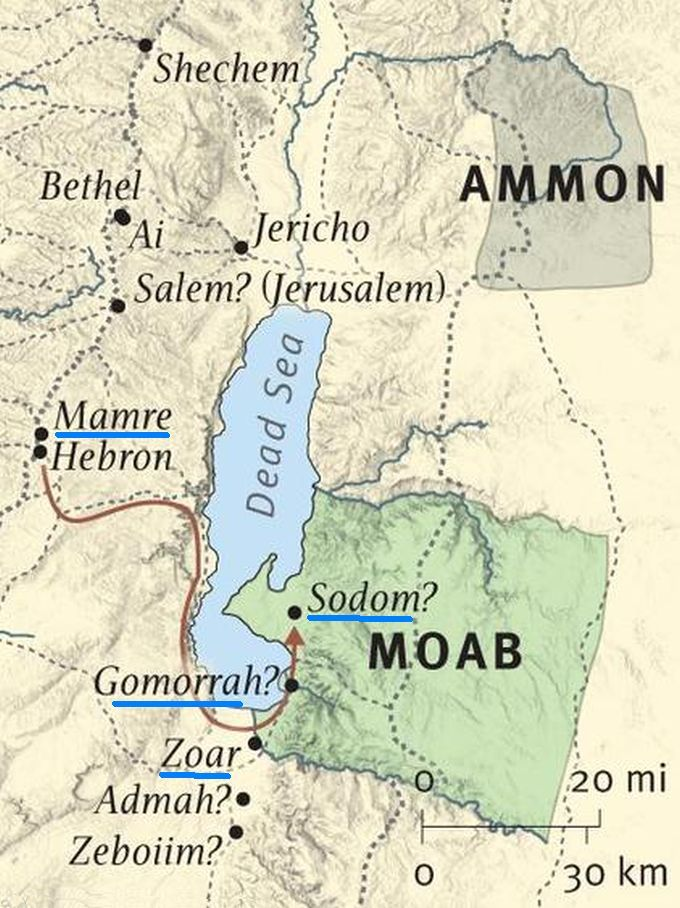 Shechem
Bethel
AMMON
Ai
Jericho
Salem? (Jerusalem)
Dead Sea
Mamre
Hebron
Sodom?
MOAB
Gomorrah?
Zoar
Admah?
Zeboiim?
0 20 mi
0 30 km